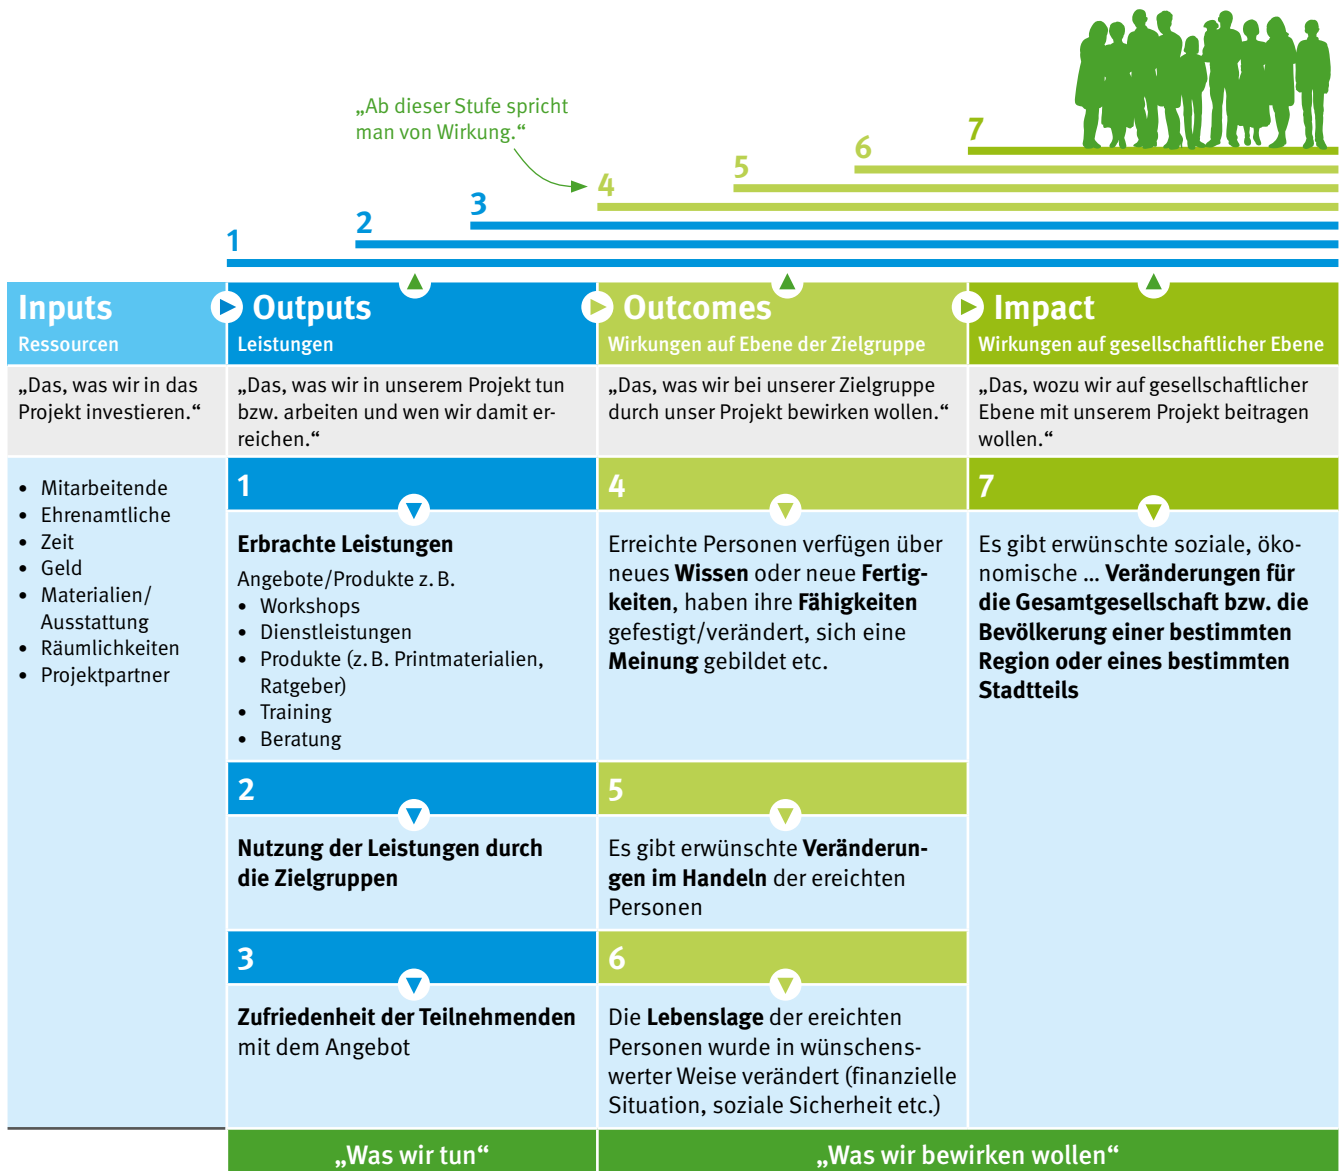 „Ab dieser Stufe spricht
man von Wirkung.“
7
6
5
4
3
2
1
Inputs
Ressourcen
Outputs
Leistungen
Outcomes
Wirkungen auf Ebene der Zielgruppe
Impact
Wirkungen auf gesellschaftlicher Ebene
„Das, was wir in das
Projekt investieren.“
„Das, was wir in unserem Projekt tun
bzw. arbeiten und wen wir damit er-
reichen.“
„Das, was wir bei unserer Zielgruppe
durch unser Projekt bewirken wollen.“
„Das, wozu wir auf gesellschaftlicher
Ebene mit unserem Projekt beitragen
wollen.“
• Mitarbeitende
• Ehrenamtliche
• Zeit
• Geld
• Materialien/
Ausstattung
• Räumlichkeiten
• Projektpartner
1
Erbrachte Leistungen
Angebote/Produkte z. B.
• Workshops
• Dienstleistungen
• Produkte (z. B. Printmaterialien,
Ratgeber)
• Training
• Beratung
2
Nutzung der Leistungen durch
die Zielgruppen
3
Zufriedenheit der Teilnehmenden
mit dem Angebot
4
Erreichte Personen verfügen über
neues Wissen oder neue Fertig-
keiten, haben ihre Fähigkeiten
gefestigt/verändert, sich eine
Meinung gebildet etc.
5
Es gibt erwünschte Veränderun-
gen im Handeln der ereichten
Personen
6
Die Lebenslage der ereichten
Personen wurde in wünschens-
werter Weise verändert (finanzielle
Situation, soziale Sicherheit etc.)
7
Es gibt erwünschte soziale, öko-
nomische ... Veränderungen für
die Gesamtgesellschaft bzw. die
Bevölkerung einer bestimmten
Region oder eines bestimmten
Stadtteils
„Was wir tun“
„Was wir bewirken wollen“